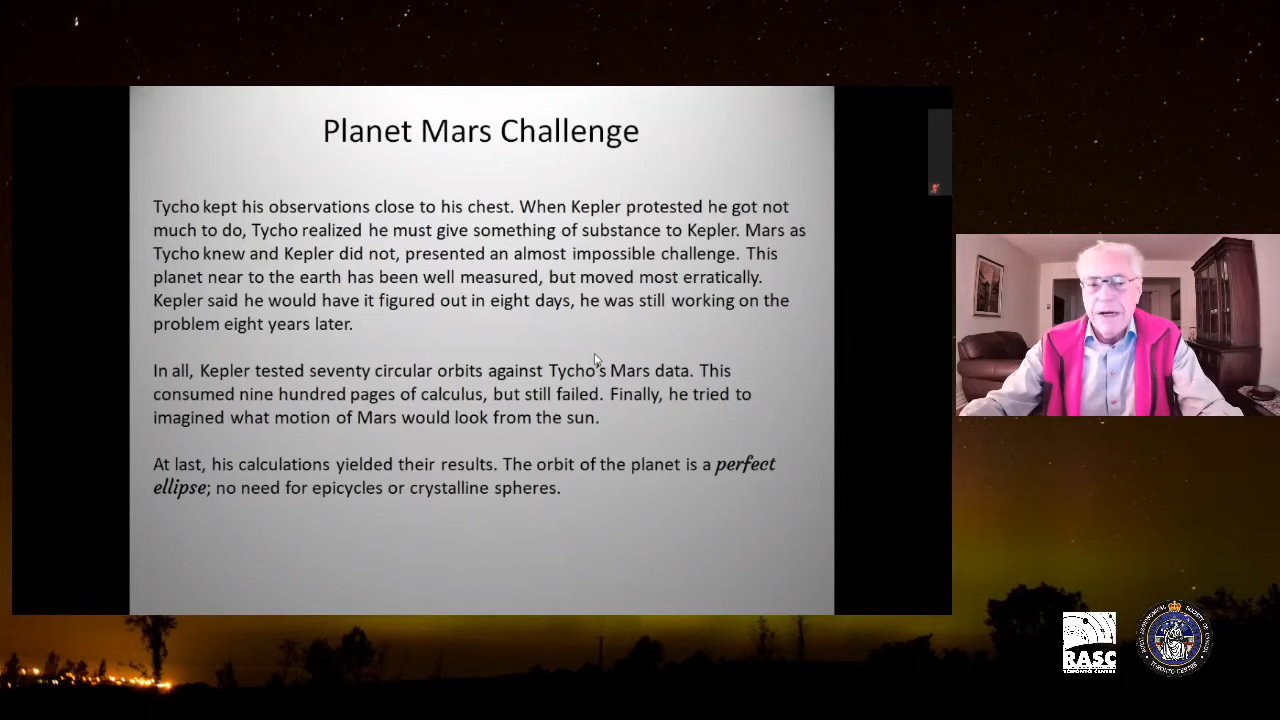 Planet Mars Challenge
Tycho kept his observations close to his chest. When Kepler protested he got not
much to do, Tycho realized he must give something of substance to Kepler. Mars as
Tycho knew and Kepler did not, presented an almost impossible challenge. This
planet near to the earth has been well measured, but moved most erratically.
Kepler said he would have it figured out in eight days, he was still working on the
problem eight years later.
In all, Kepler tested seventy circular orbits against Tycho's Mars data. This
consumed nine hundred pages of calculus, but still failed. Finally, he tried to
imagined what motion of Mars would look from the sun.
At last, his calculations yielded their results. The orbit of the planet is a perfect
ellipse; no need for epicycles or crystalline spheres.
RASC
TORONTO CENTRE
TORONTO CENTRE